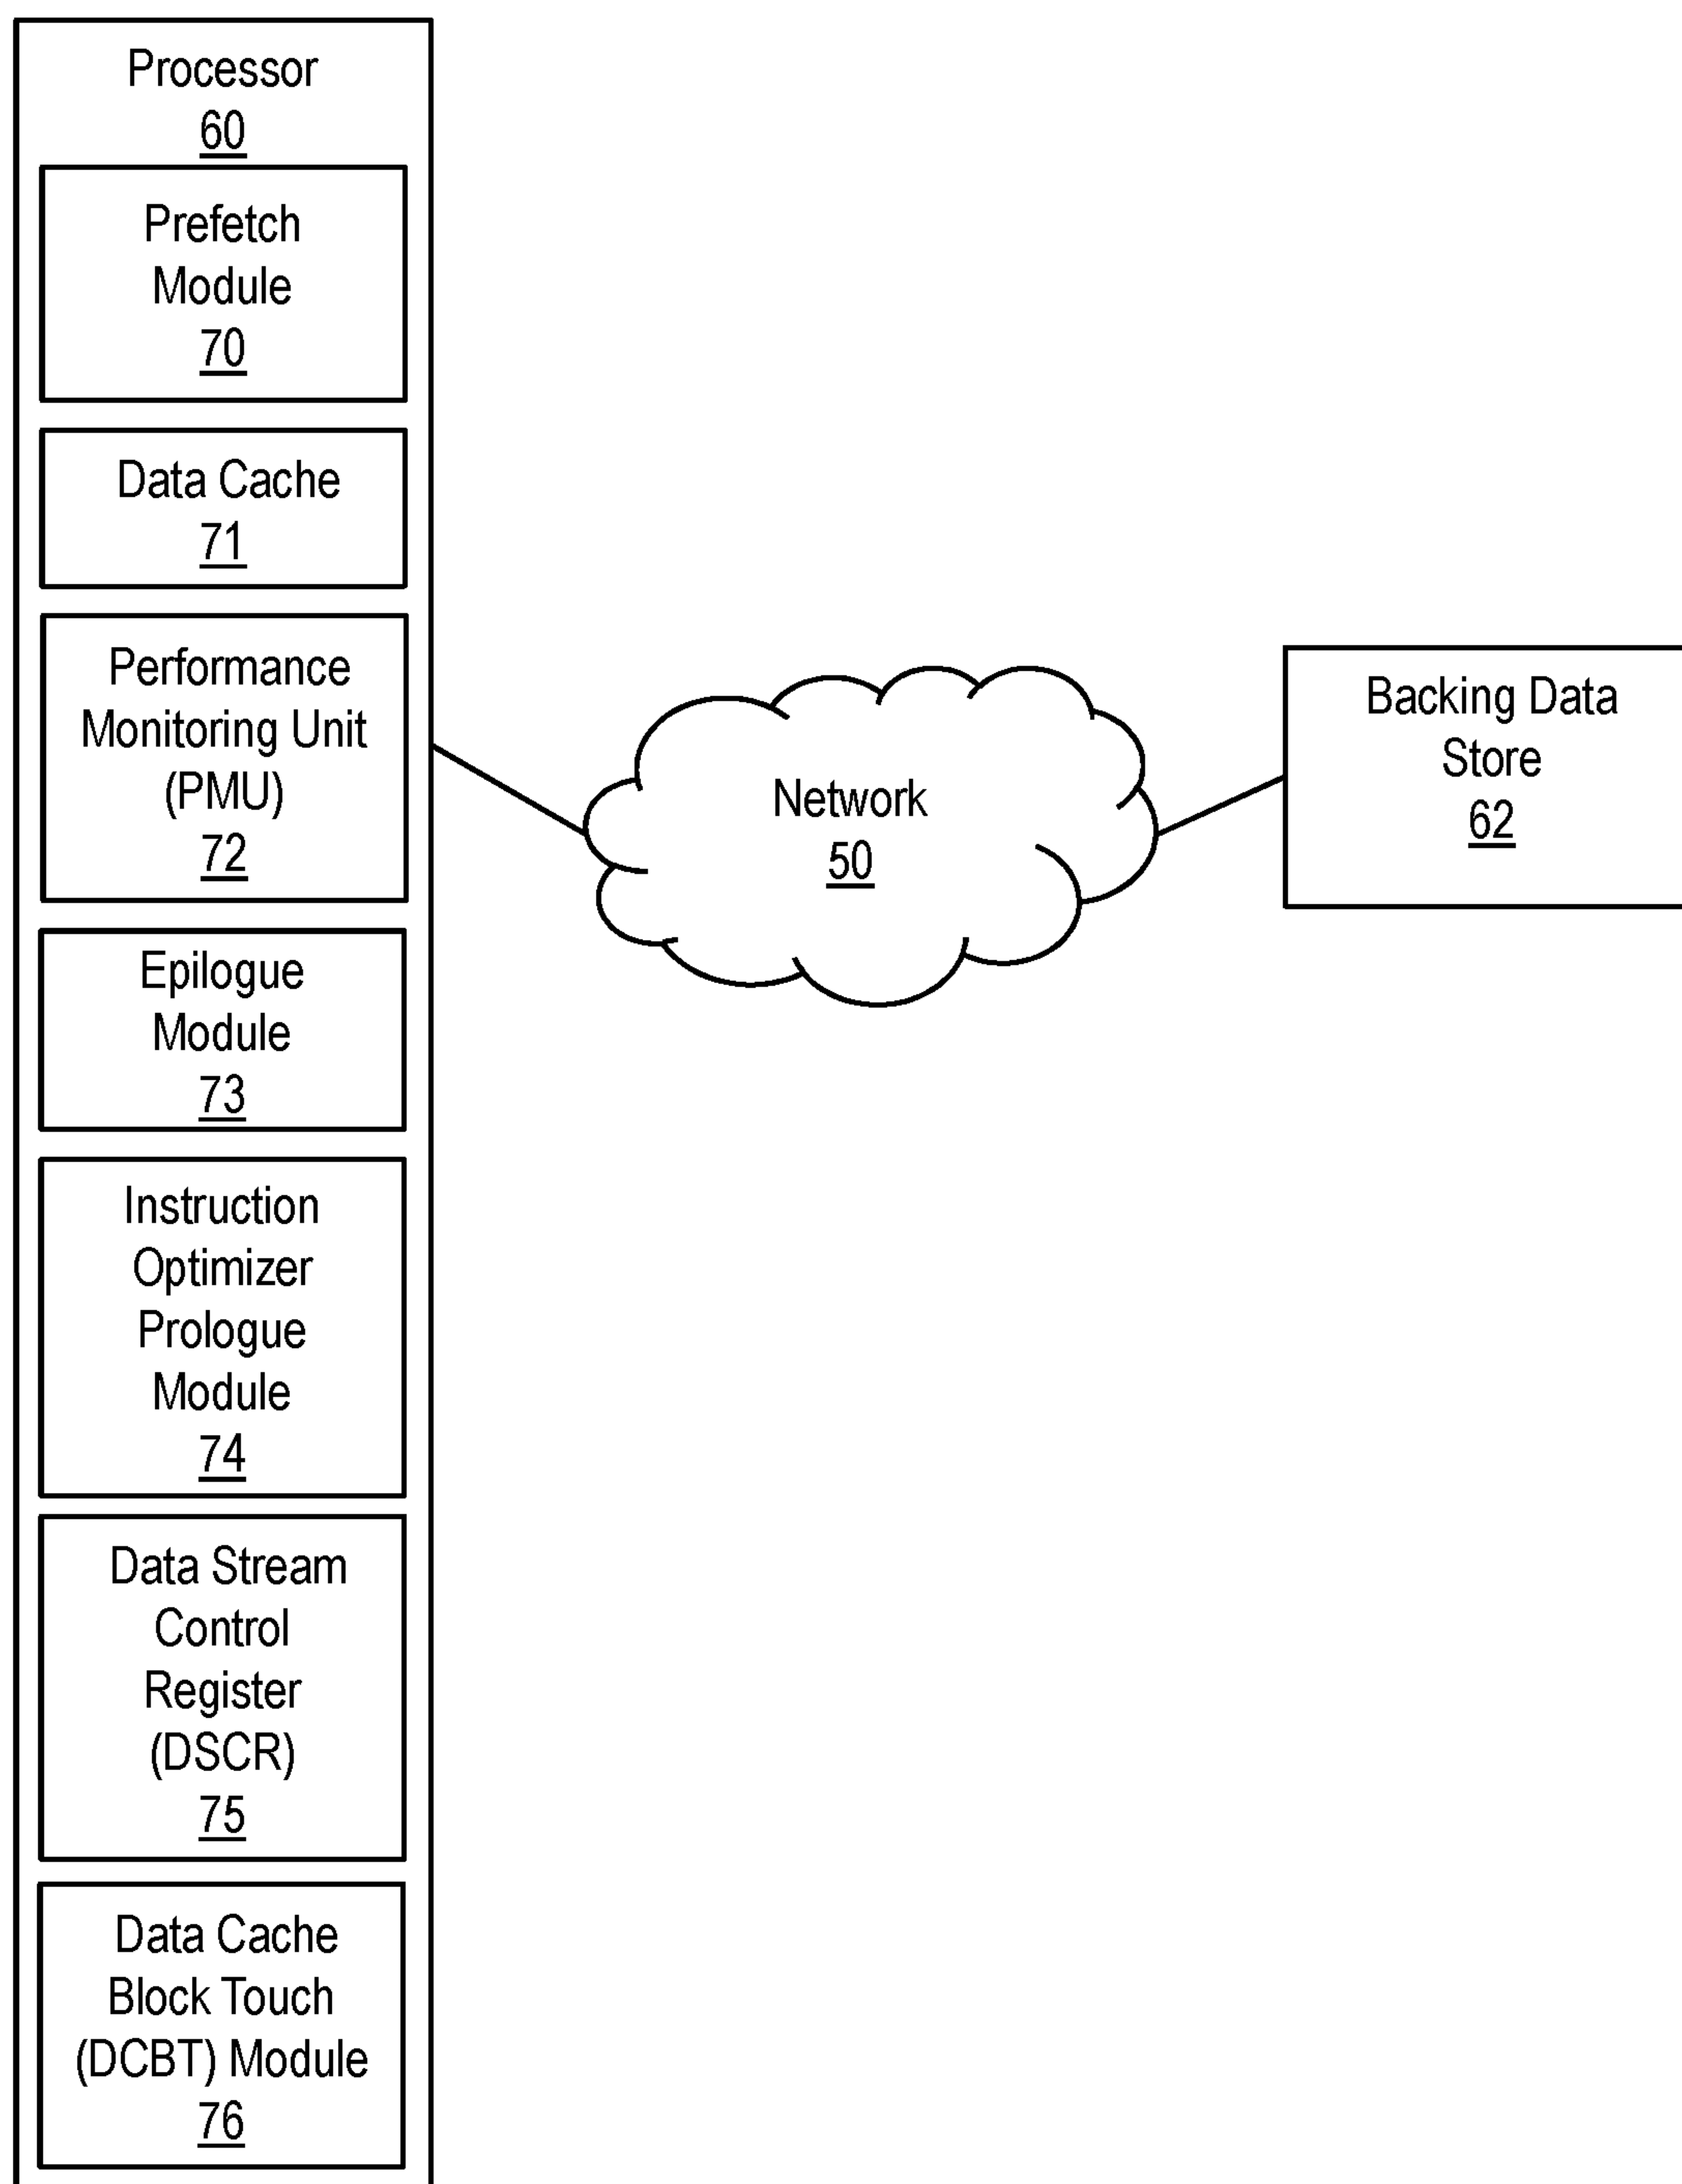 Processor
60
Prefetch
Module
70
Data Cache
71
Performance
Monitoring Unit
(PMU)
72
Epilogue
Module
73
Instruction
Optimizer
Prologue
Module
74
Data Stream
Control
Register
(DSCR)
75
Data Cache
Block Touch
(DCBT) Module
76
Network
50
Backing Data
Store
62